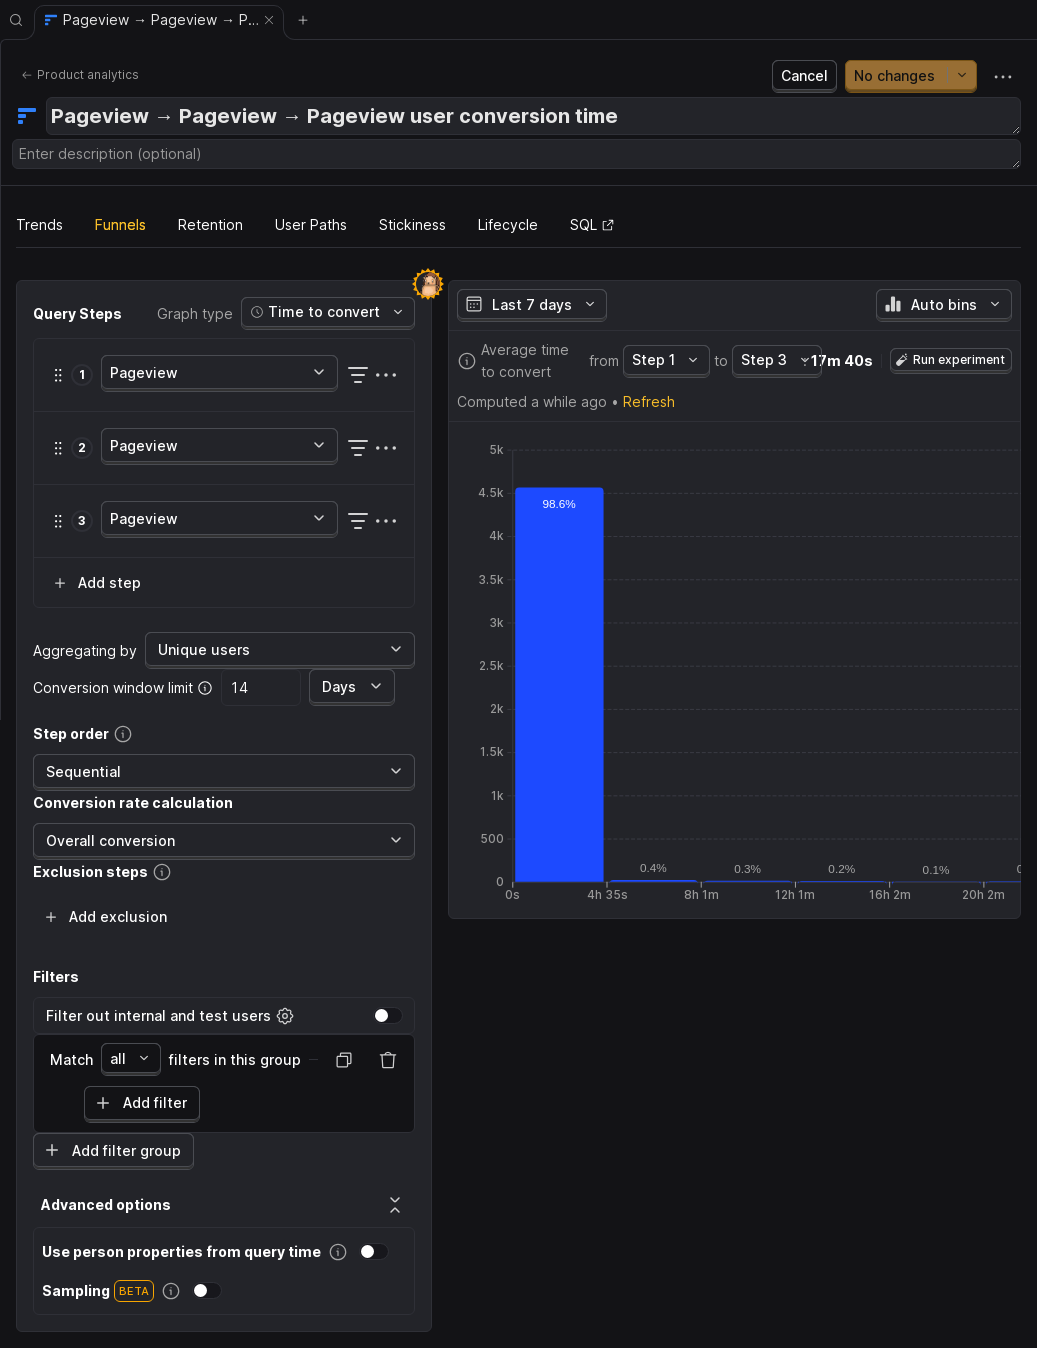 Pageview → Pageview → P...
← Product analytics
Cancel
No changes
Pageview → Pageview → Pageview user conversion time
Enter description (optional)
Trends Funnels Retention User Paths Stickiness Lifecycle SQL
Query Steps Graph type Time to convert
1 Pageview
2 Pageview
3 Pageview
+ Add step
Aggregating by Unique users
Conversion window limit 14 Days
Step order
Sequential
Conversion rate calculation
Overall conversion
Exclusion steps
+ Add exclusion
Filters
Filter out internal and test users
Match all filters in this group
+ Add filter
+ Add filter group
Advanced options
Use person properties from query time
Sampling BETA
Last 7 days Auto bins
Average time
to convert
from Step 1 to Step 3 17m 40s Run experiment
Computed a while ago • Refresh
5k
4.5k
98.6%
4k
3.5k
3k
2.5k
2k
1.5k
1k
500
0.4% 0.3% 0.2% 0.1%
0
0s 4h 35s 8h 1m 12h 1m 16h 2m 20h 2m